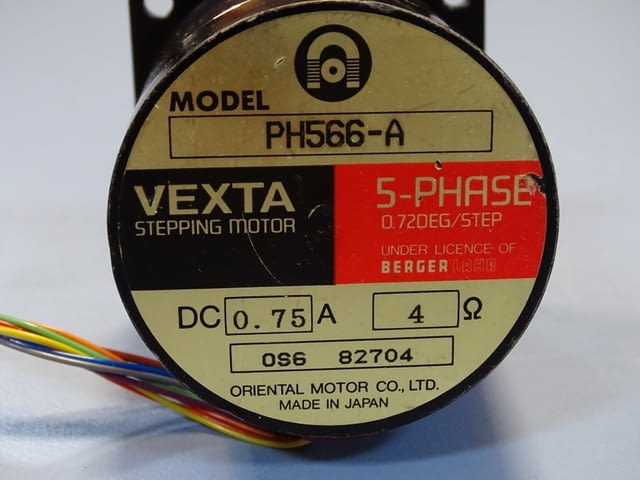 MODEL
PH566-A
VEXTA
STEPPING MOTOR
5-PHASE
0.72DEG/STEP
UNDER LICENCE-OF
BERGER LAHR
DC 0.75 A 4 Ω
0S6 82704
ORIENTAL MOTOR CO., LTD.
MADE IN JAPAN